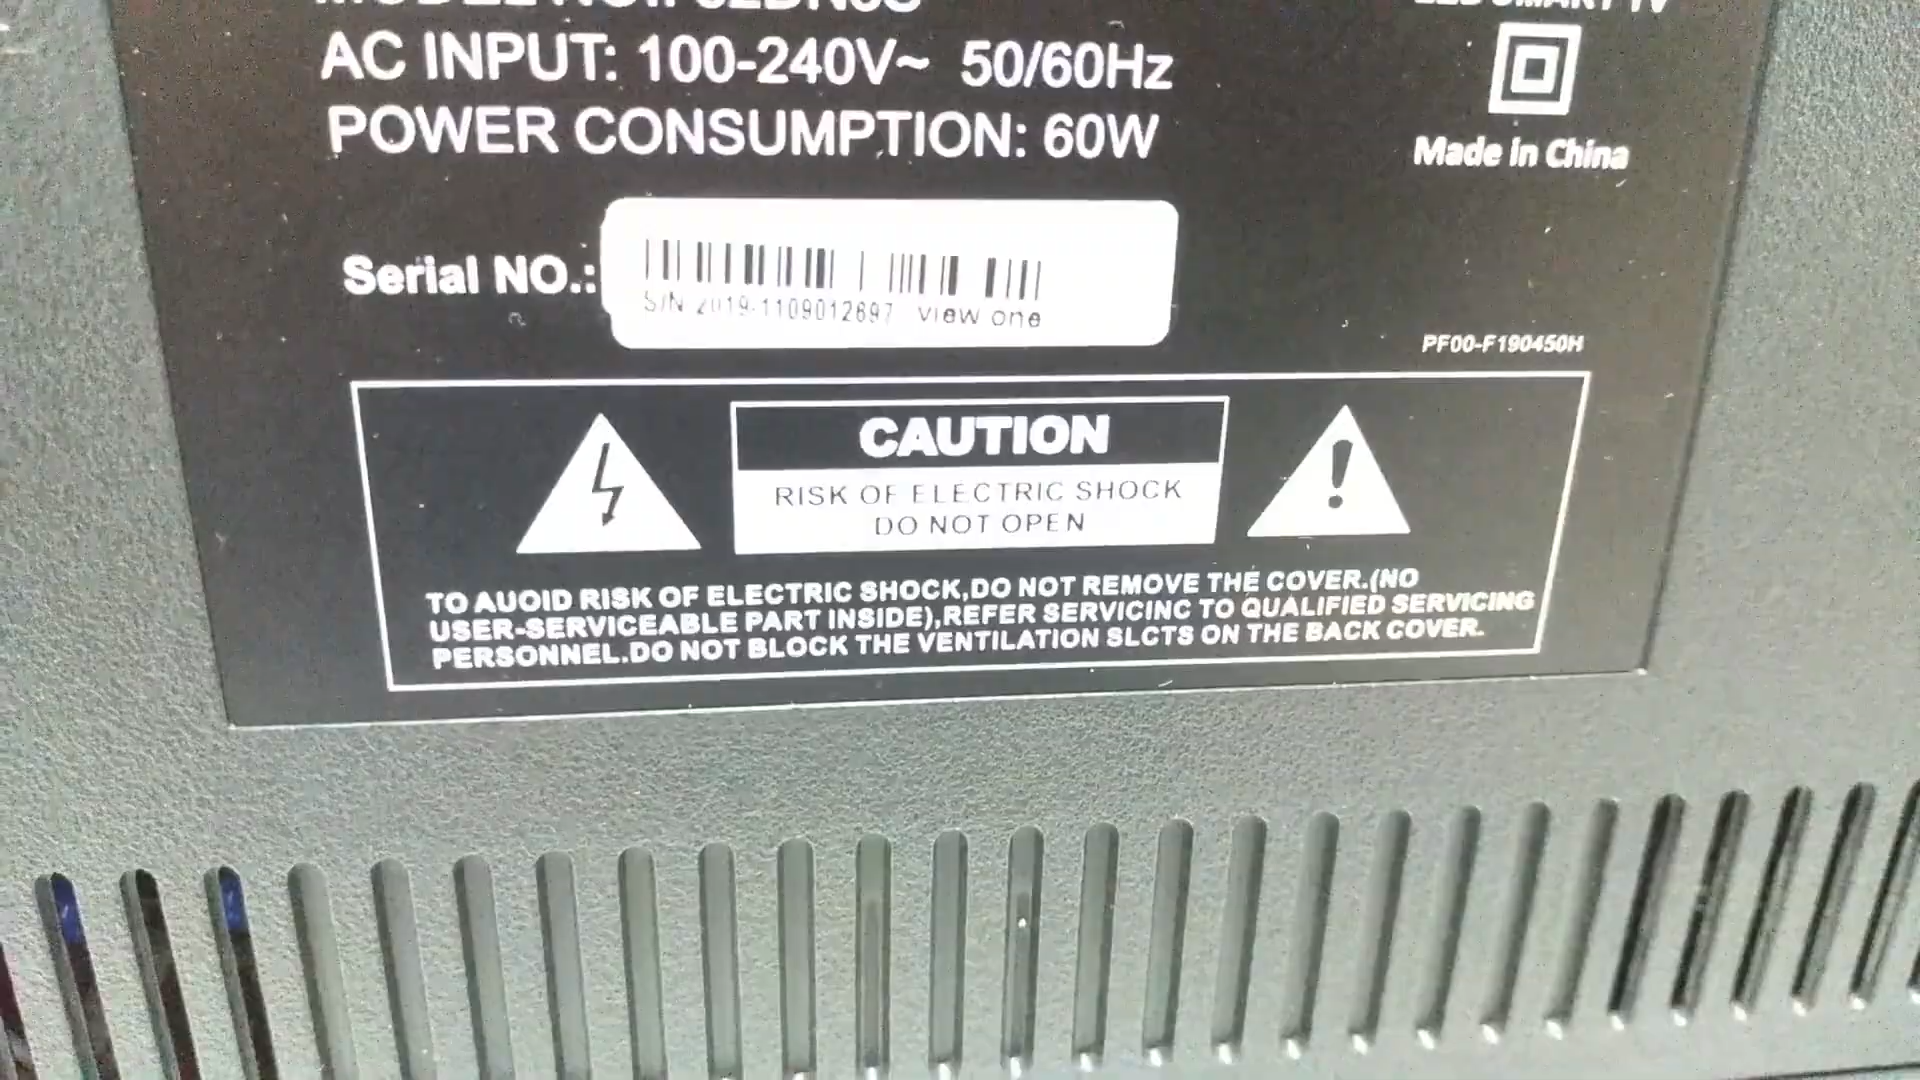 AC INPUT: 100-240V~ 50/60Hz
POWER CONSUMPTION: 60W
Made in China
Serial NO.:
S/N 2019-1109012697 view one
PF00-F190450H
CAUTION
RISK OF ELECTRIC SHOCK
DO NOT OPEN
TO AUOID RISK OF ELECTRIC SHOCK,DO NOT REMOVE THE COVER.(NO
USER-SERVICEABLE PART INSIDE),REFER SERVICINC TO QUALIFIED SERVICING
PERSONNEL.DO NOT BLOCK THE VENTILATION SLCTS ON THE BACK COVER.